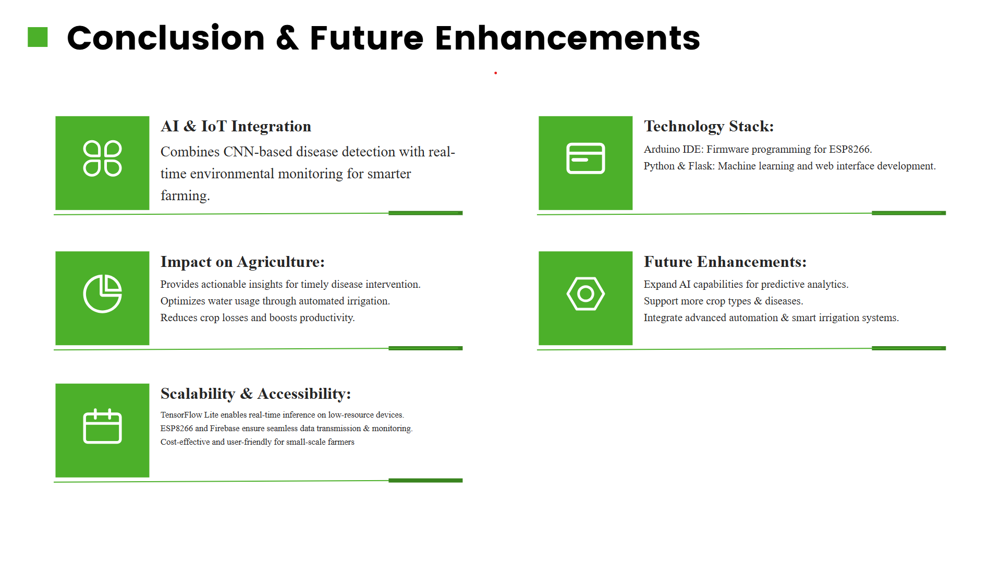 Conclusion & Future Enhancements
AI & IoT Integration
Combines CNN-based disease detection with real-
time environmental monitoring for smarter
farming.
Technology Stack:
Arduino IDE: Firmware programming for ESP8266.
Python & Flask: Machine learning and web interface development.
Impact on Agriculture:
Provides actionable insights for timely disease intervention.
Optimizes water usage through automated irrigation.
Reduces crop losses and boosts productivity.
Future Enhancements:
Expand AI capabilities for predictive analytics.
Support more crop types & diseases.
Integrate advanced automation & smart irrigation systems.
Scalability & Accessibility:
TensorFlow Lite enables real-time inference on low-resource devices.
ESP8266 and Firebase ensure seamless data transmission & monitoring.
Cost-effective and user-friendly for small-scale farmers